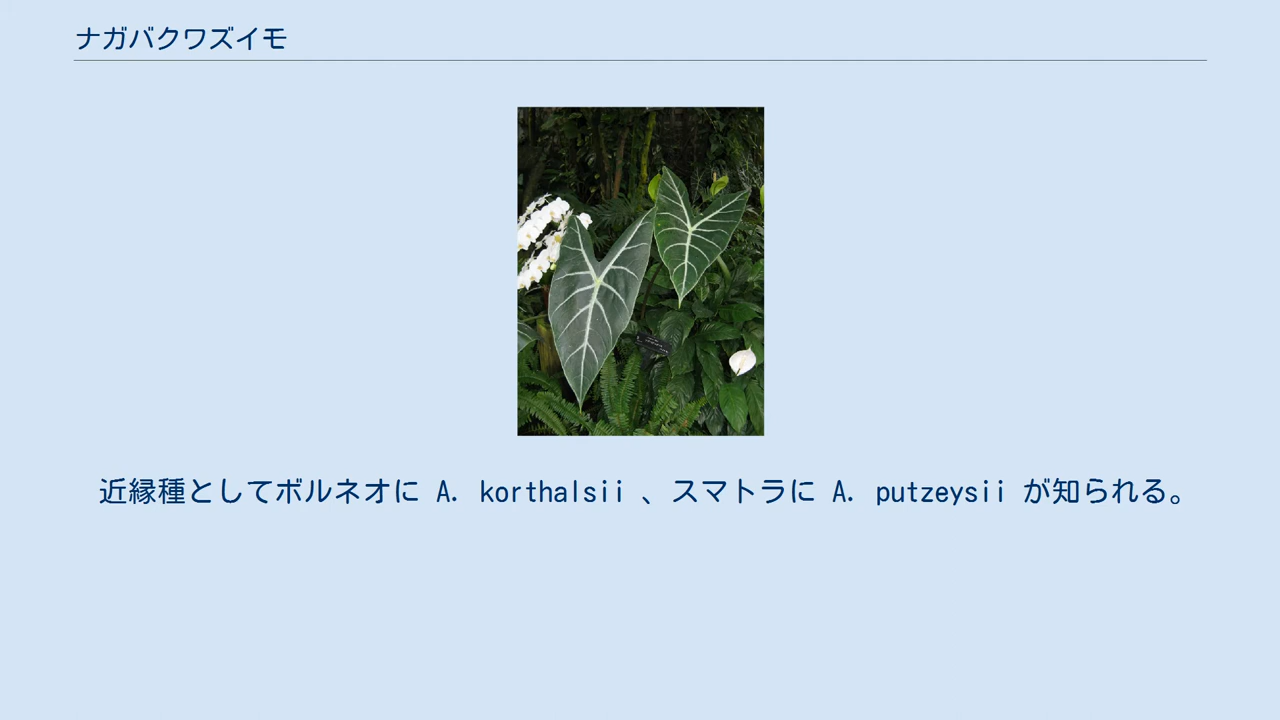 ナガバクワズイモ
近縁種としてボルネオに A. korthalsii 、スマトラに A. putzeysii が知られる。